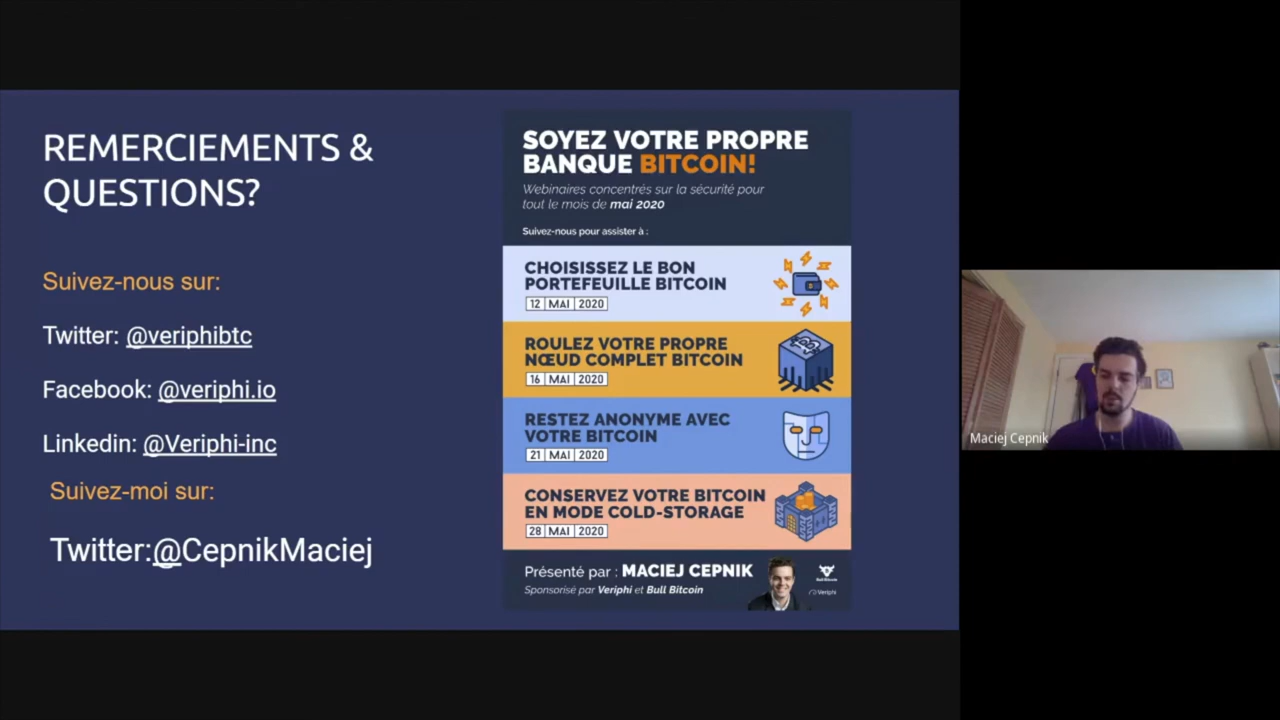 REMERCIEMENTS &
QUESTIONS?
Suivez-nous sur:
Twitter: @veriphibtc
Facebook: @veriphi.io
Linkedin: @Veriphi-inc
Suivez-moi sur:
Twitter:@CepnikMaciej
SOYEZ VOTRE PROPRE
BANQUE BITCOIN!
Webinaires concentrés sur la sécurité pour
tout le mois de mai 2020
Suivez-nous pour assister à :
CHOISISSEZ LE BON
PORTEFEUILLE BITCOIN
12 MAI 2020
ROULEZ VOTRE PROPRE
NŒUD COMPLET BITCOIN
16 MAI 2020
RESTEZ ANONYME AVEC
VOTRE BITCOIN
21 MAI 2020
CONSERVEZ VOTRE BITCOIN
EN MODE COLD-STORAGE
28 MAI 2020
Présenté par : MACIEJ CEPNIK
Sponsorisé par Veriphi et Bull Bitcoin
Bull Bitcoin
Veriphi
Maciej Cepnik